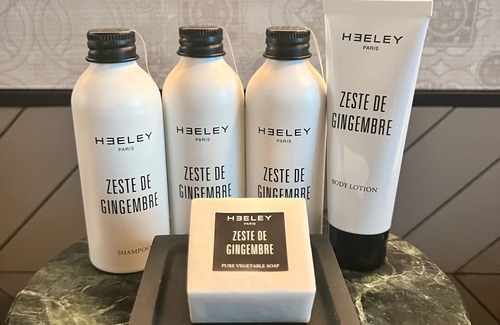 HEELEY
PARIS
ZESTE DE
GINGEMBRE
SHAMPOO
HEELEY
PARIS
ZESTE DE
GINGEMBRE
HEELEY
PARIS
ZESTE DE
GINGEMBRE
HEELEY
PARIS
ZESTE DE
GINGEMBRE
BODY LOTION
HEELEY
PARIS
ZESTE DE
GINGEMBRE
PURE VEGETABLE SOAP